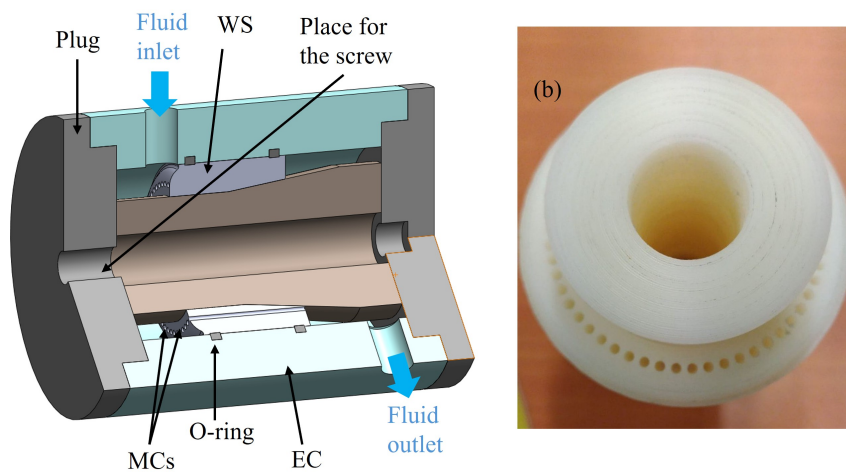 Plug
Fluid
inlet
WS
Place for
the screw
(b)
MCs
O-ring
EC
Fluid
outlet